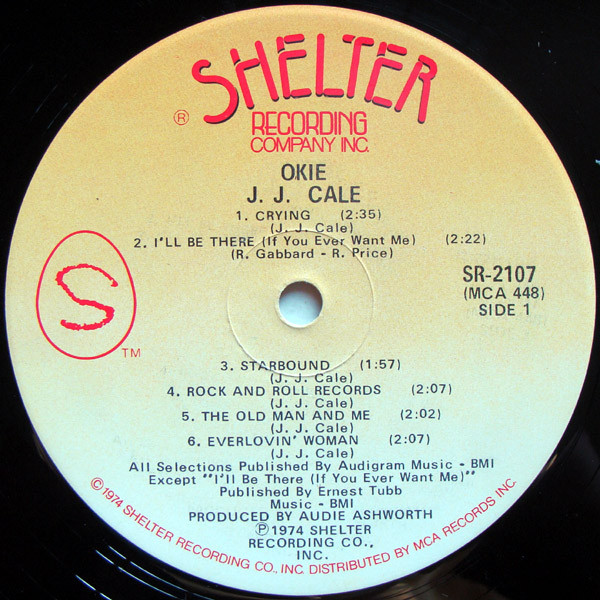 SHELTER
®
RECORDING
COMPANY INC.
OKIE
J. J. CALE
1. CRYING (2:35)
(J. J. Cale)
2. I'LL BE THERE (If You Ever Want Me) (2:22)
(R. Gabbard - R. Price)
S
TM
SR-2107
(MCA 448)
SIDE 1
3. STARBOUND (1:57)
(J. J. Cale)
4. ROCK AND ROLL RECORDS (2:07)
(J. J. Cale)
5. THE OLD MAN AND ME (2:02)
(J. J. Cale)
6. EVERLOVIN' WOMAN (2:07)
(J. J. Cale)
All Selections Published By Audigram Music - BMI
Except "I'll Be There (If You Ever Want Me)"
Published By Ernest Tubb
Music - BMI
PRODUCED BY AUDIE ASHWORTH
℗ 1974 SHELTER
RECORDING CO.,
INC.
© 1974 SHELTER RECORDING CO., INC. DISTRIBUTED BY MCA RECORDS INC.